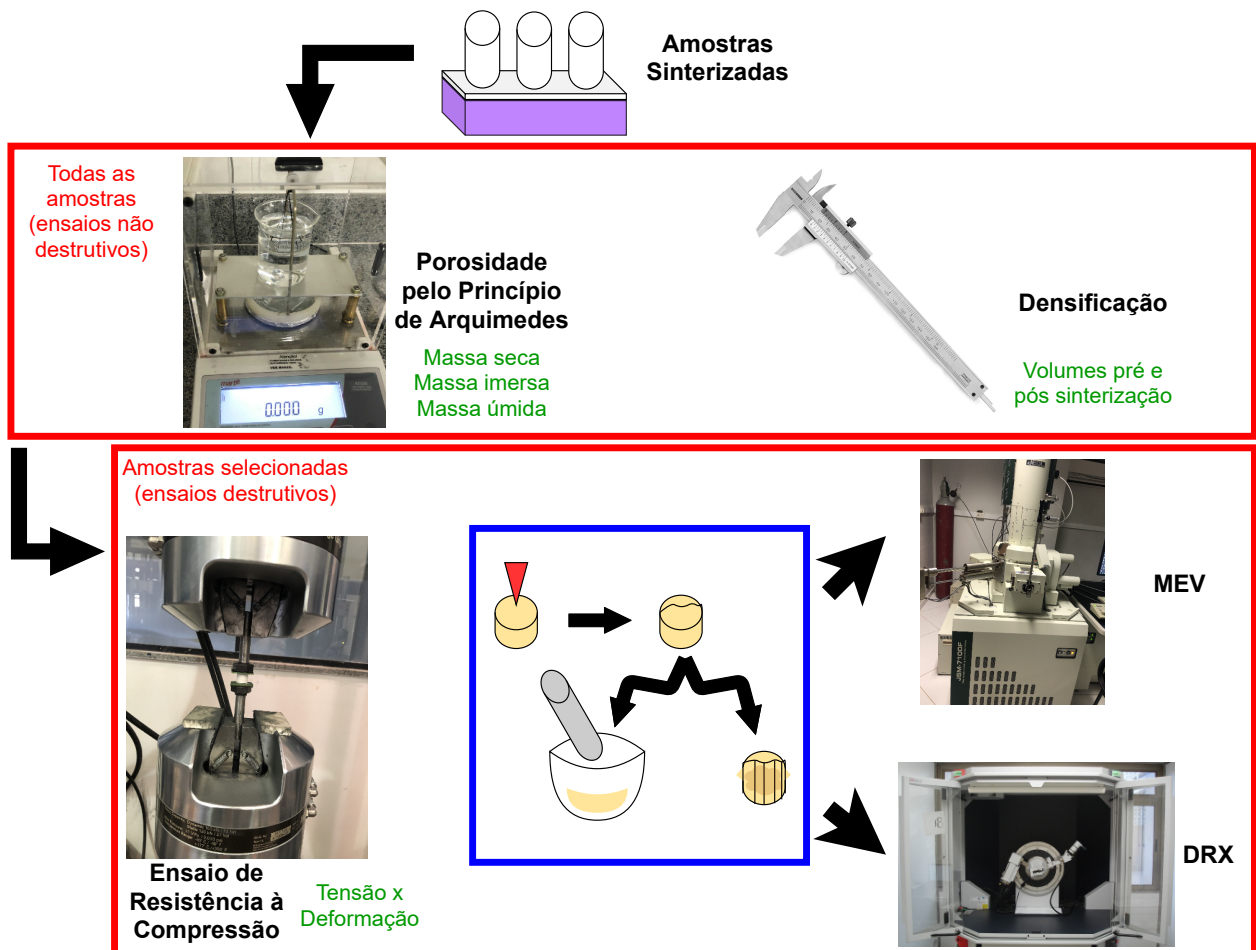 Amostras
Sinterizadas
Todas as
amostras
(ensaios não
destrutivos)
Porosidade
pelo Princípio
de Arquimedes
Massa seca
Massa imersa
Massa úmida
0.000 g
Densificação
Volumes pré e
pós sinterização
Amostras selecionadas
(ensaios destrutivos)
Ensaio de
Resistência à
Compressão
Tensão x
Deformação
JEOL
JSM-7100F
MEV
DRX